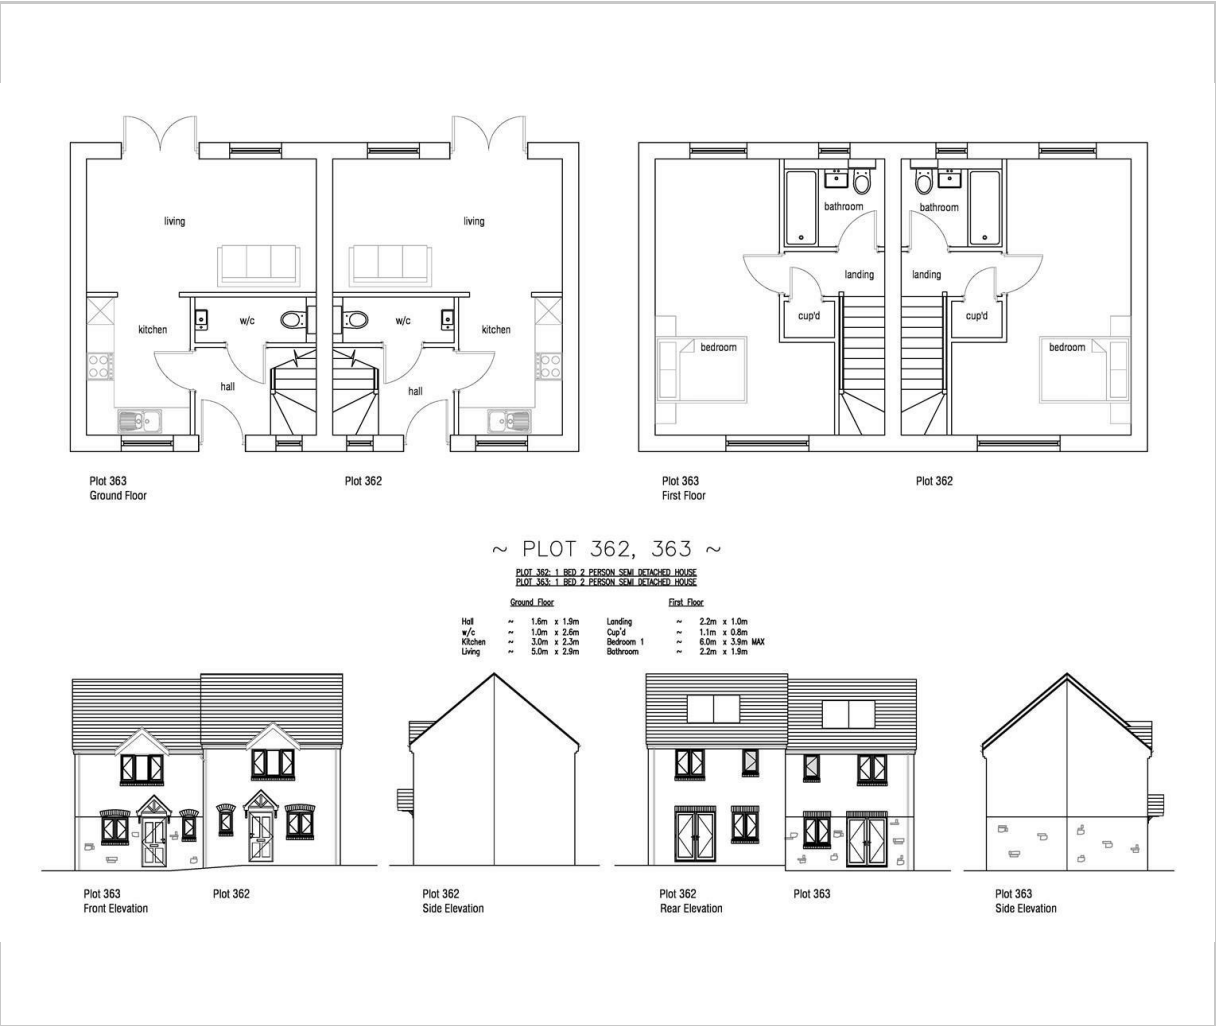 living
living
kitchen
w/c
w/c
kitchen
hall
hall
bathroom
bathroom
landing
landing
cup'd
cup'd
bedroom
bedroom
Plot 363
Ground Floor
Plot 362
Plot 363
First Floor
Plot 362
~ PLOT 362, 363 ~
PLOT 362: 1 BED 2 PERSON SEMI DETACHED HOUSE
PLOT 363: 1 BED 2 PERSON SEMI DETACHED HOUSE
Ground Floor
Hall ~ 1.6m x 1.9m
w/c ~ 1.0m x 2.6m
Kitchen ~ 3.0m x 2.3m
Living ~ 5.0m x 2.9m
First Floor
Landing ~ 2.2m x 1.0m
Cup'd ~ 1.1m x 0.8m
Bedroom 1 ~ 6.0m x 3.9m MAX
Bathroom ~ 2.2m x 1.9m
Plot 363
Front Elevation
Plot 362
Plot 362
Side Elevation
Plot 362
Rear Elevation
Plot 363
Plot 363
Side Elevation